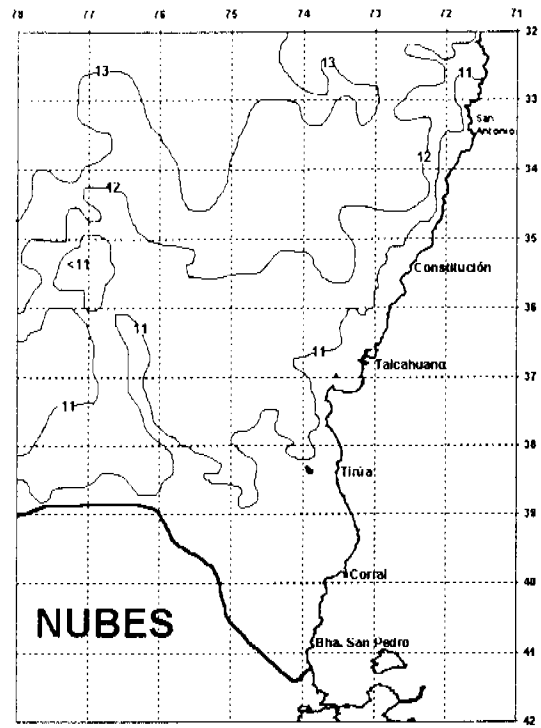 78 77 76 75 74 73 72 71
32
13
13
11
33
San
Antonio
12
34
12
35
<11
Constitución
36
11
11
Talcahuano
37
11
38
Tirúa
39
Corral
40
NUBES
Bha. San Pedro
41
42